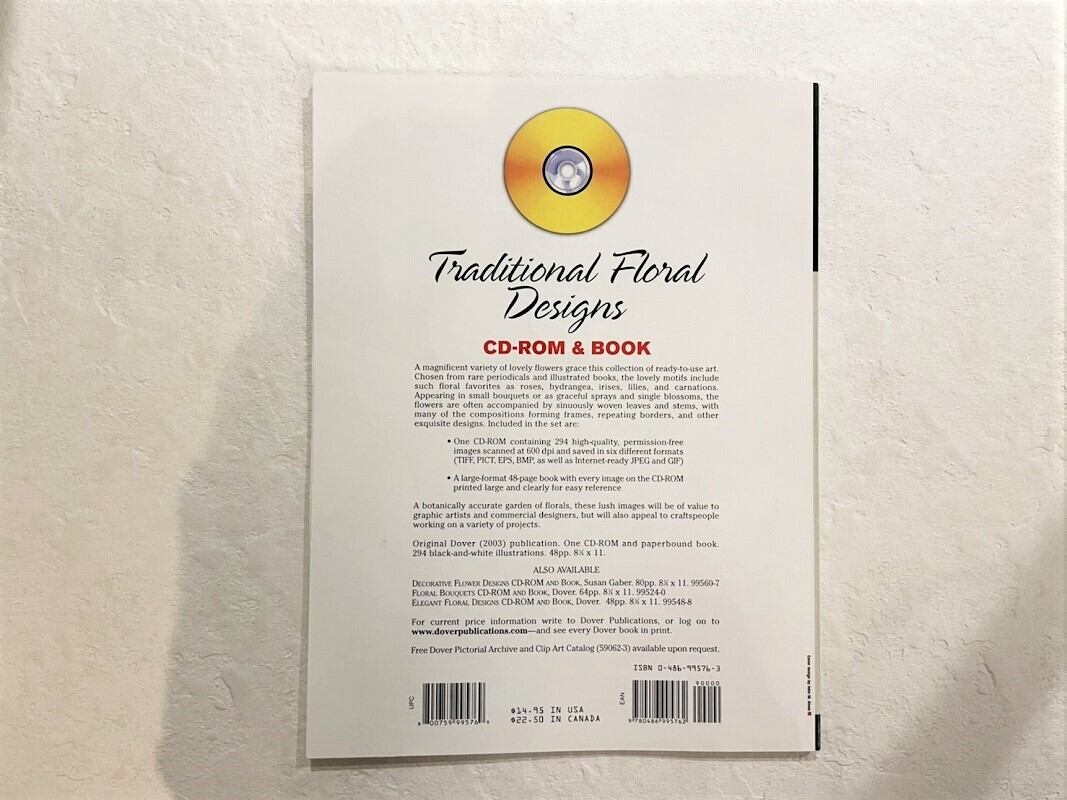 Traditional Floral
Designs
CD-ROM & BOOK
A magnificent variety of lovely flowers grace this collection of ready-to-use art.
Chosen from rare periodicals and illustrated books, the lovely motifs include
such floral favorites as roses, hydrangea, irises, lilies, and carnations.
Appearing in small bouquets or as graceful sprays and single blossoms, the
flowers are often accompanied by sinuously woven leaves and stems, with
many of the compositions forming frames, repeating borders, and other
exquisite designs. Included in the set are:
• One CD-ROM containing 294 high-quality, permission-free
images scanned at 600 dpi and saved in six different formats
(TIFF, PICT, EPS, BMP, as well as Internet-ready JPEG and GIF)
• A large-format 48-page book with every image on the CD-ROM
printed large and clearly for easy reference
A botanically accurate garden of florals, these lush images will be of value to
graphic artists and commercial designers, but will also appeal to craftspeople
working on a variety of projects.
Original Dover (2003) publication. One CD-ROM and paperbound book.
294 black-and-white illustrations. 48pp. 8¼ x 11.
ALSO AVAILABLE
DECORATIVE FLOWER DESIGNS CD-ROM AND BOOK, Susan Gaber. 80pp. 8¼ x 11. 99560-7
FLORAL BOUQUETS CD-ROM AND BOOK, Dover. 64pp. 8¼ x 11. 99524-0
ELEGANT FLORAL DESIGNS CD-ROM AND BOOK, Dover. 48pp. 8¼ x 11. 99548-8
For current price information write to Dover Publications, or log on to
www.doverpublications.com—and see every Dover book in print.
Free Dover Pictorial Archive and Clip Art Catalog (59062-3) available upon request.
ISBN 0-486-99576-3
90000
UPC
EAN
$14.95 IN USA
$22.50 IN CANADA
8 00759 99576 9
9 780486 995762
Cover design by John M.